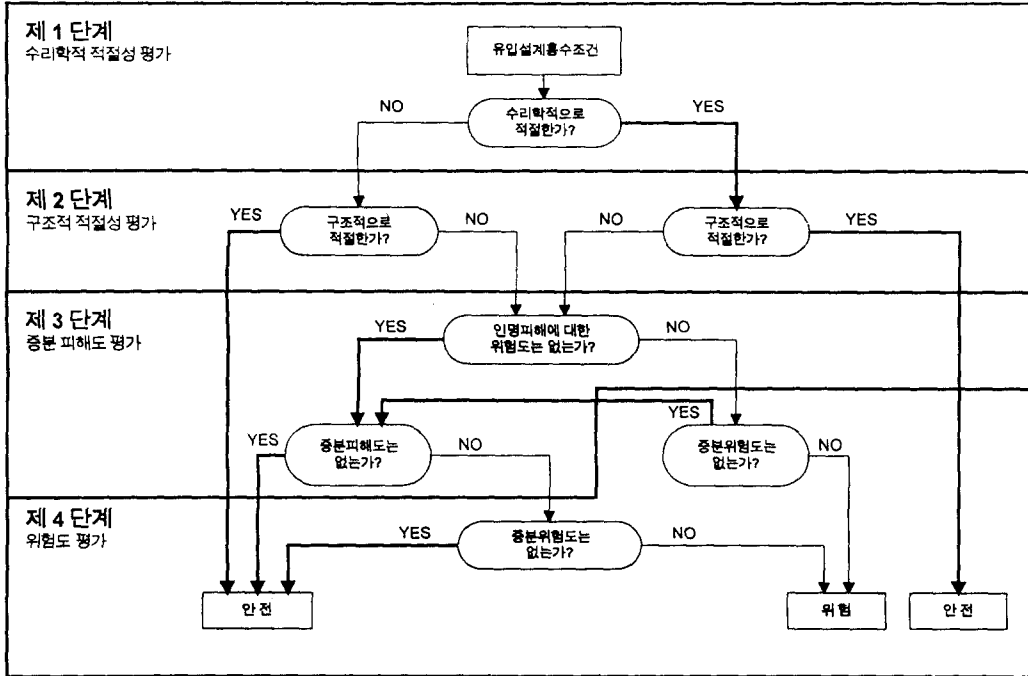 제 1 단계
수리학적 적절성 평가
유입설계홍수조건
수리학적으로
적절한가?
NO
YES
제 2 단계
구조적 적절성 평가
YES
구조적으로
적절한가?
NO
NO
구조적으로
적절한가?
YES
제 3 단계
증분 피해도 평가
YES
인명피해에 대한
위험도는 없는가?
NO
YES
YES
증분피해도는
없는가?
NO
증분위험도는
없는가?
NO
제 4 단계
위험도 평가
YES
증분위험도는
없는가?
NO
안 전
위 험
안 전